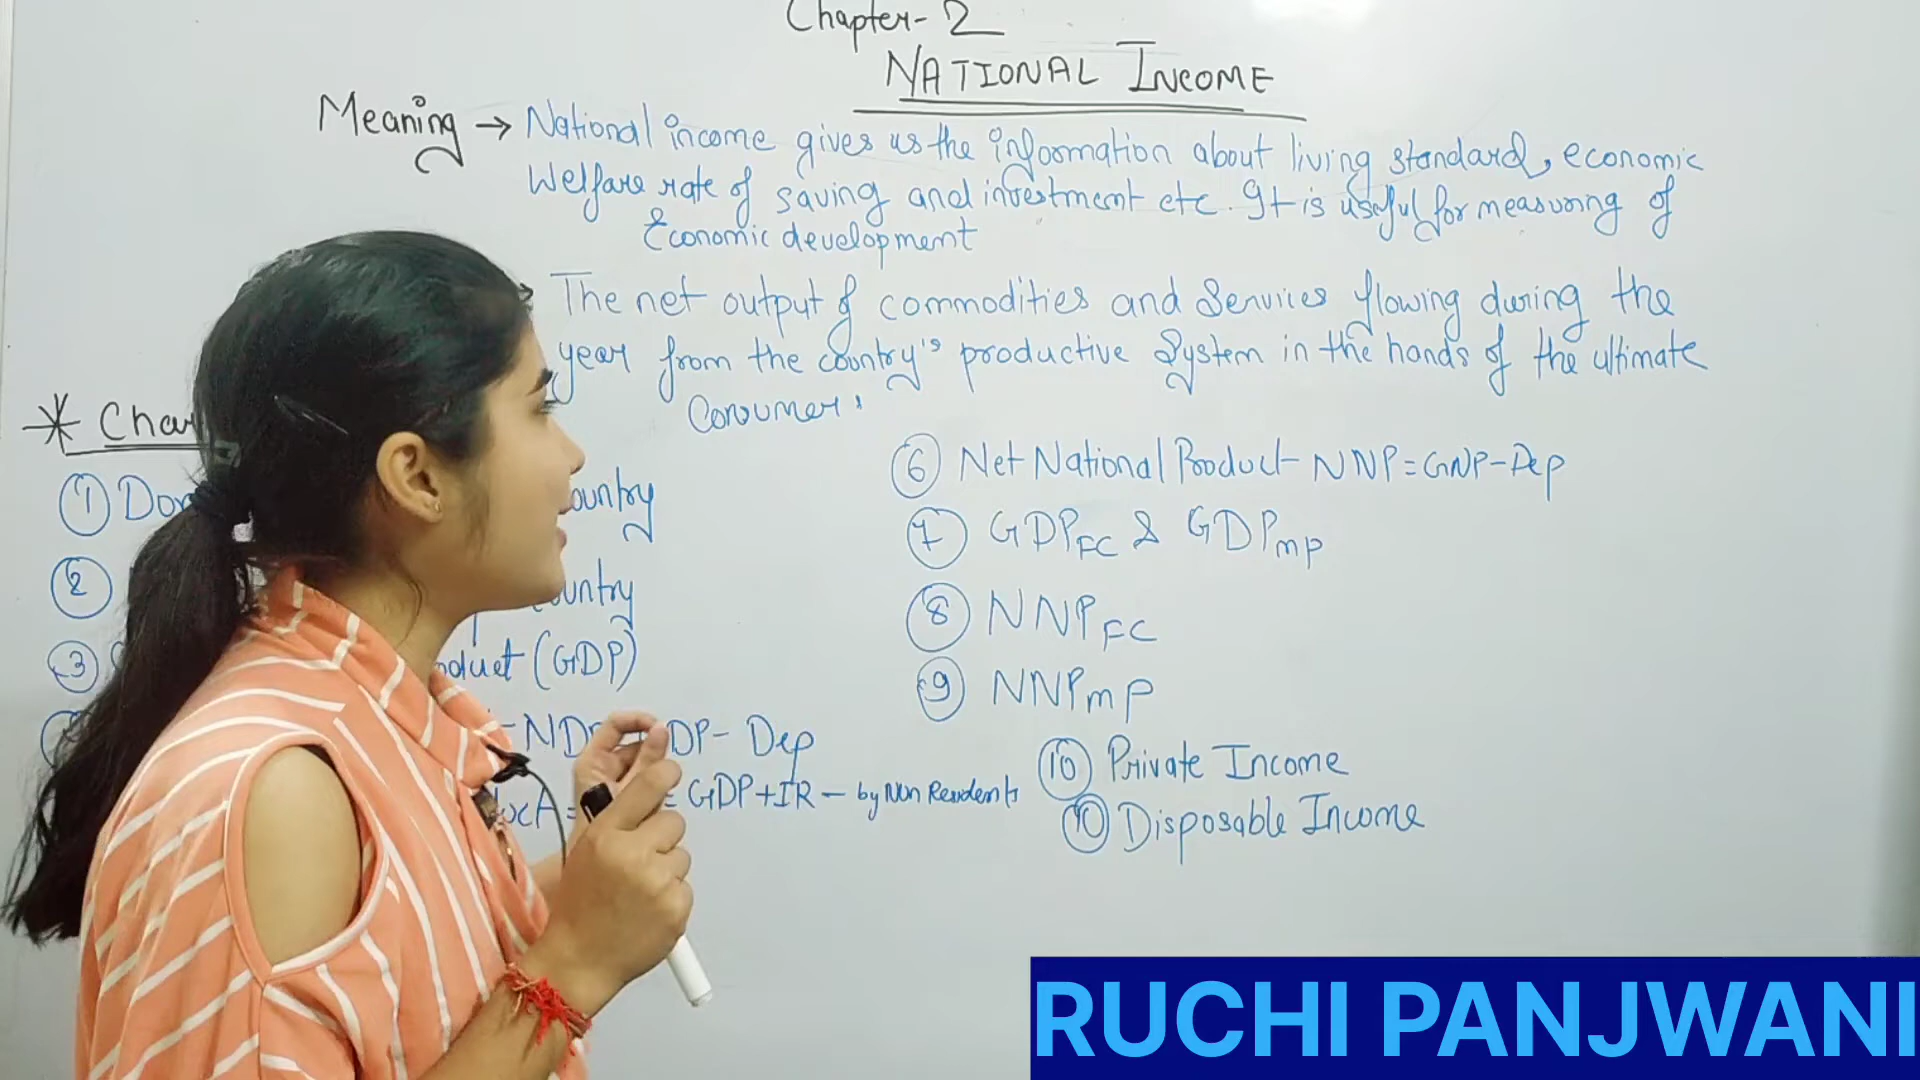 Chapter-2
NATIONAL INCOME
Meaning → National income gives us the information about living standard, economic
Welfare rate of saving and investment etc. It is useful for measuring of
Economic development
The net output of commodities and Services flowing during the
year from the country's productive System in the hands of the ultimate
Consumer.
* Char
① Dom ountry
② ountry
③ oduct (GDP)
- ND DP- Dep
= GDP+IR - by Non Residents
⑥ Net National Product - NNP=GNP-Dep
⑦ GDPFC & GDPMP
⑧ NNPFC
⑨ NNPMP
⑩ Private Income
⑩ Disposable Income
RUCHI PANJWANI